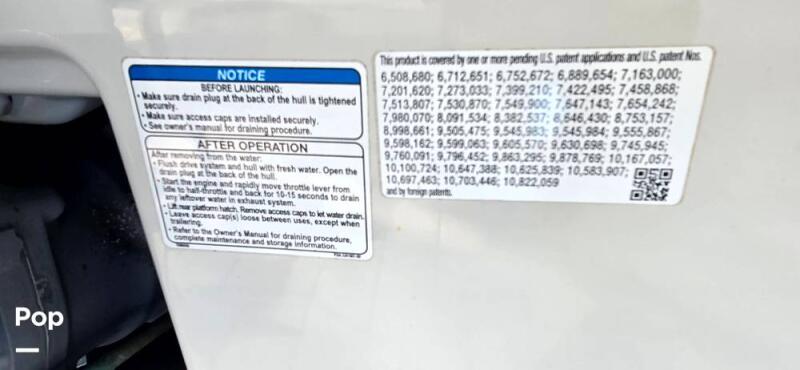 NOTICE
BEFORE LAUNCHING:
• Make sure drain plug at the back of the hull is tightened
securely.
• Make sure access caps are installed securely.
• See owner's manual for draining procedure.
AFTER OPERATION
After removing from the water:
• Flush drive system and hull with fresh water. Open the
drain plug at the back of the hull.
• Start the engine and rapidly move throttle lever from
idle to half-throttle and back for 10-15 seconds to drain
any leftover water in exhaust system.
• Lift rear platform hatch. Remove access caps to let water drain.
• Leave access cap(s) loose between uses, except when
trailering.
• Refer to the Owner's Manual for draining procedure,
complete maintenance and storage information.
This product is covered by one or more pending U.S. patent applications and U.S. patent Nos.
6,508,680; 6,712,651; 6,752,672; 6,889,654; 7,163,000;
7,201,620; 7,273,033; 7,399,210; 7,422,495; 7,458,868;
7,513,807; 7,530,870; 7,549,900; 7,647,143; 7,654,242;
7,980,070; 8,091,534; 8,382,537; 8,646,430; 8,753,157;
8,998,661; 9,505,475; 9,545,983; 9,545,984; 9,555,867;
9,598,162; 9,599,063; 9,605,570; 9,630,698; 9,745,945;
9,760,091; 9,796,452; 9,863,295; 9,878,769; 10,167,057;
10,100,724; 10,647,388; 10,625,839; 10,583,907;
10,697,463; 10,703,446; 10,822,059
and by foreign patents.
Pop